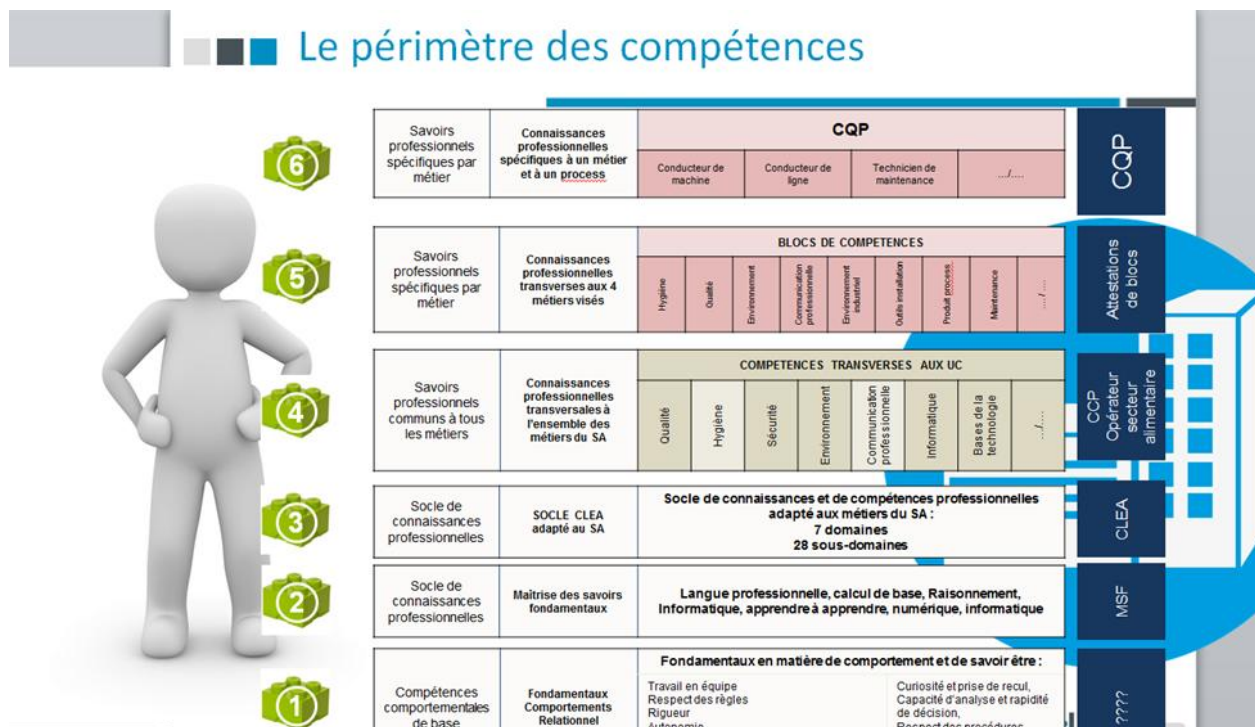 Le périmètre des compétences
6
Savoirs
professionnels
spécifiques par
métier
Connaissances
professionnelles
spécifiques à un métier
et à un process
CQP
Conducteur de
machine
Conducteur de
ligne
Technicien de
maintenance
…/….
CQP
5
Savoirs
professionnels
spécifiques par
métier
Connaissances
professionnelles
transverses aux 4
métiers visés
BLOCS DE COMPETENCES
Hygiène
Qualité
Environnement
Communication
professionnelle
Environnement
industriel
Outils installation
Produit process
Maintenance
…./….
Attestations
de blocs
4
Savoirs
professionnels
communs à tous
les métiers
Connaissances
professionnelles
transversales à
l'ensemble des
métiers du SA
COMPETENCES TRANSVERSES AUX UC
Qualité
Hygiène
Sécurité
Environnement
Communication
professionnelle
Informatique
Bases de la
technologie
…/….
CCP
Opérateur
secteur
alimentaire
3
Socle de
connaissances
professionnelles
SOCLE CLEA
adapté au SA
Socle de connaissances et de compétences professionnelles
adapté aux métiers du SA :
7 domaines
28 sous-domaines
CLEA
2
Socle de
connaissances
professionnelles
Maîtrise des savoirs
fondamentaux
Langue professionnelle, calcul de base, Raisonnement,
Informatique, apprendre à apprendre, numérique, informatique
MSF
1
Compétences
comportementales
de base
Fondamentaux
Comportements
Relationnel
Fondamentaux en matière de comportement et de savoir être :
Travail en équipe
Respect des règles
Rigueur
Autonomie
Curiosité et prise de recul,
Capacité d'analyse et rapidité
de décision,
Respect des procédures
????